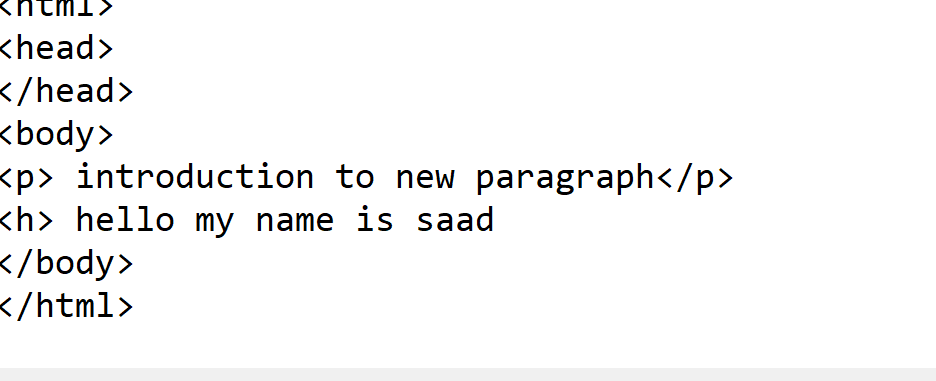 <html>
<head>
</head>
<body>
<p> introduction to new paragraph</p>
<h> hello my name is saad
</body>
</html>